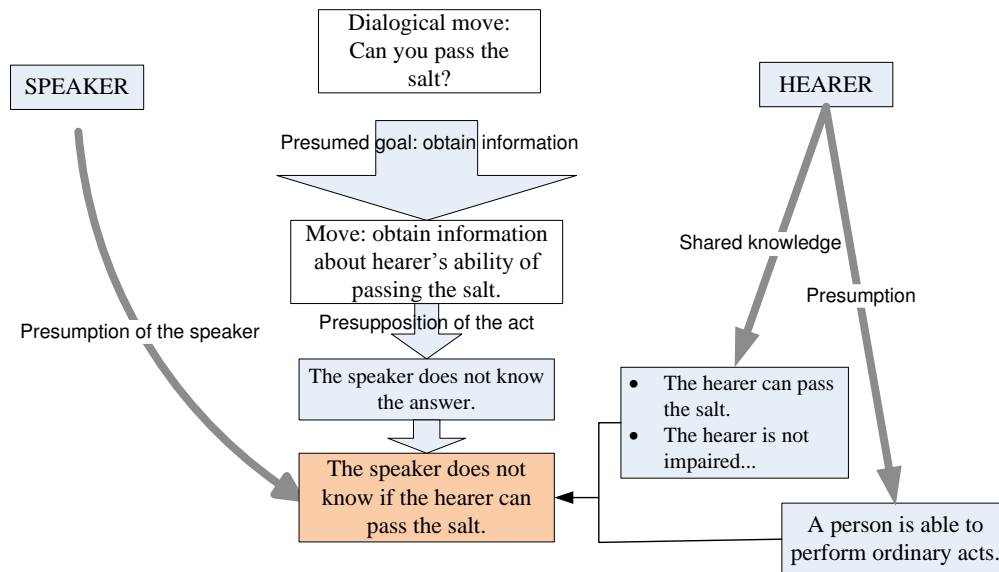 Dialogical move:
Can you pass the
salt?
SPEAKER
HEARER
Presumed goal: obtain information
Move: obtain information
about hearer’s ability of
passing the salt.
Shared knowledge
Presumption
Presumption of the speaker
Presupposition of the act
The speaker does not know
the answer.
• The hearer can pass
the salt.
• The hearer is not
impaired...
The speaker does not
know if the hearer can
pass the salt.
A person is able to
perform ordinary acts.